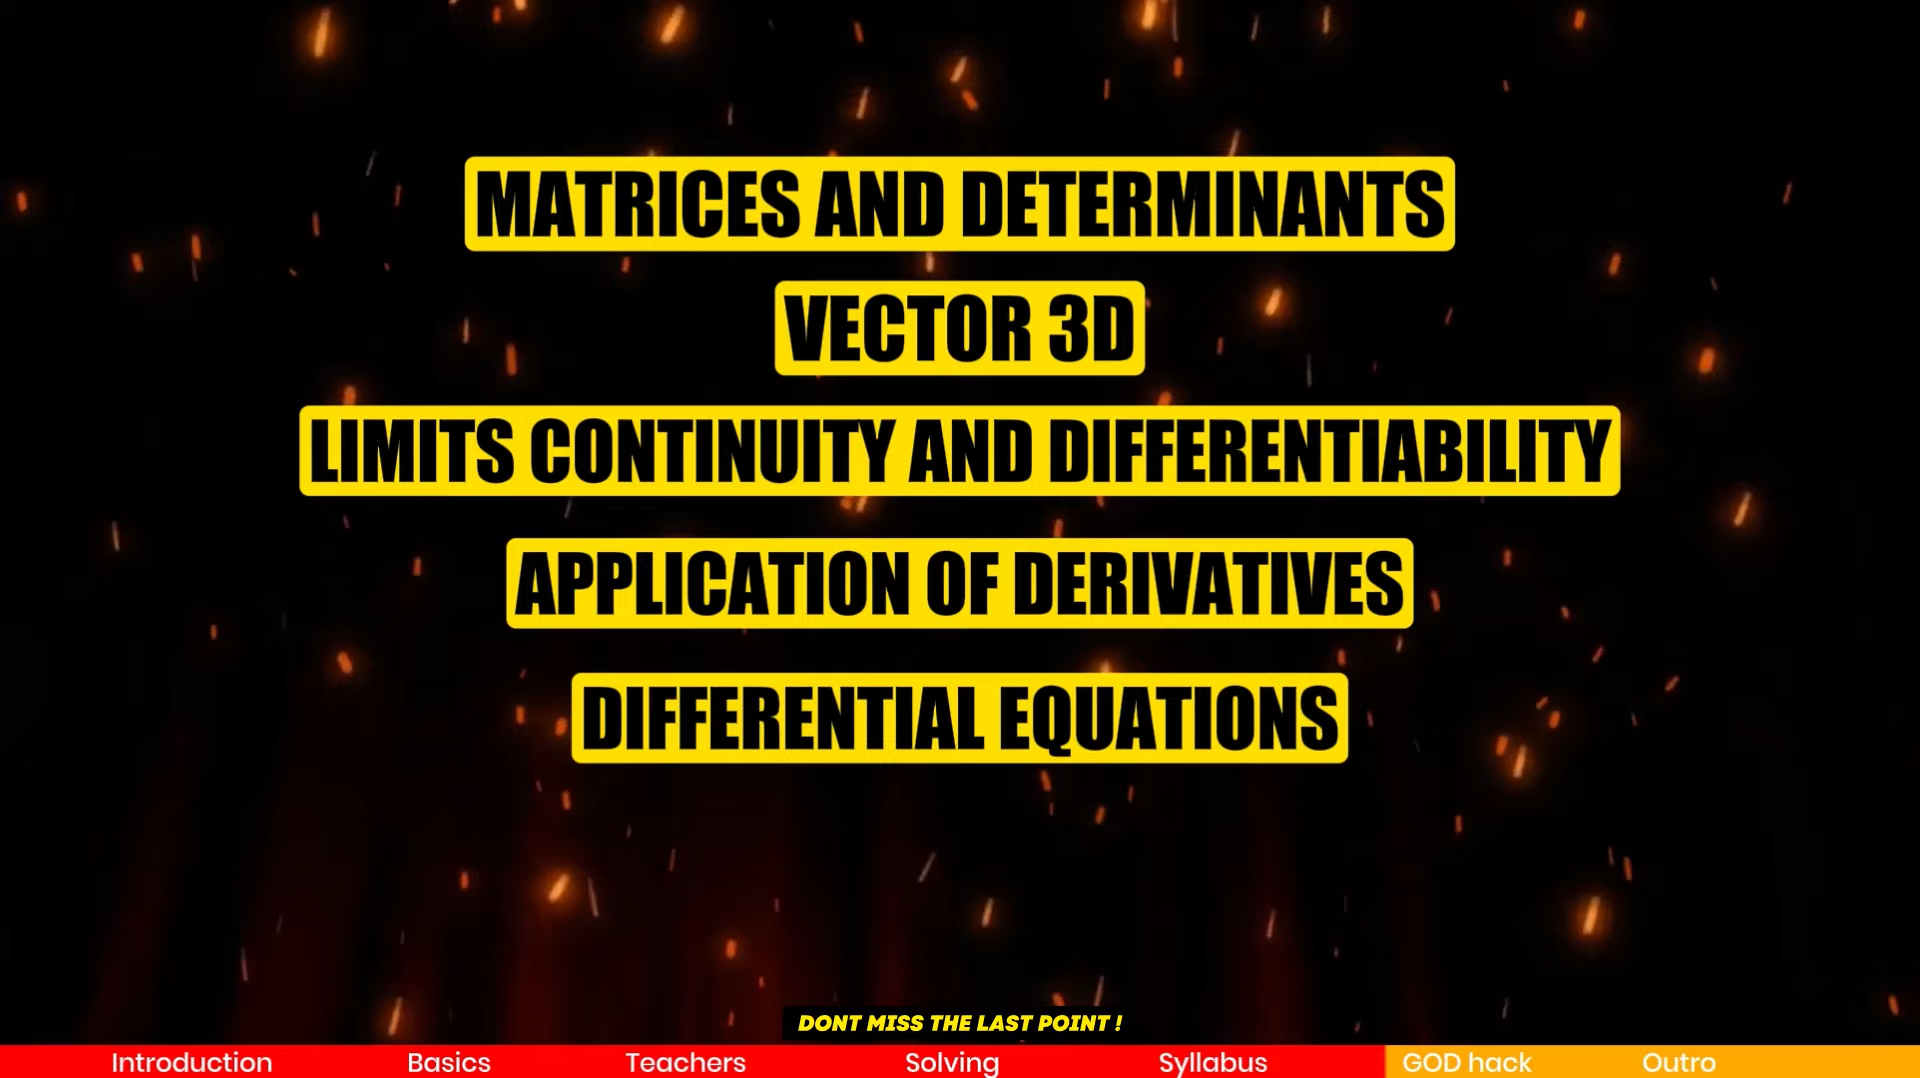 MATRICES AND DETERMINANTS
VECTOR 3D
LIMITS CONTINUITY AND DIFFERENTIABILITY
APPLICATION OF DERIVATIVES
DIFFERENTIAL EQUATIONS
DONT MISS THE LAST POINT !
Introduction Basics Teachers Solving Syllabus GOD hack Outro